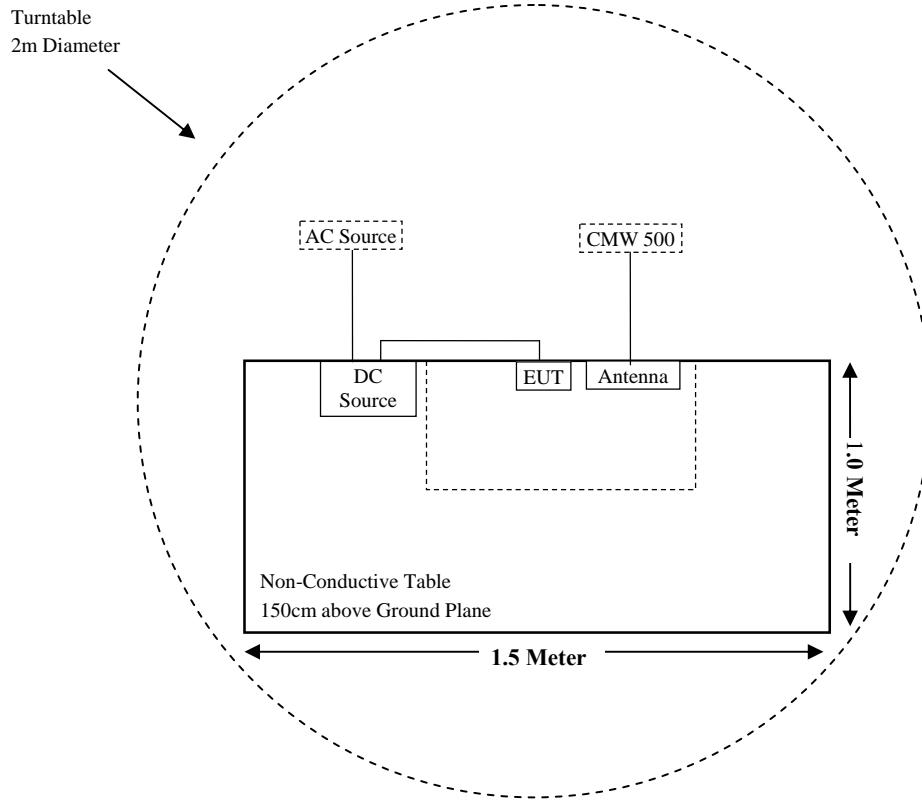 Turntable
2m Diameter
AC Source
CMW 500
DC
Source
EUT
Antenna
1.0 Meter
Non-Conductive Table
150cm above Ground Plane
1.5 Meter